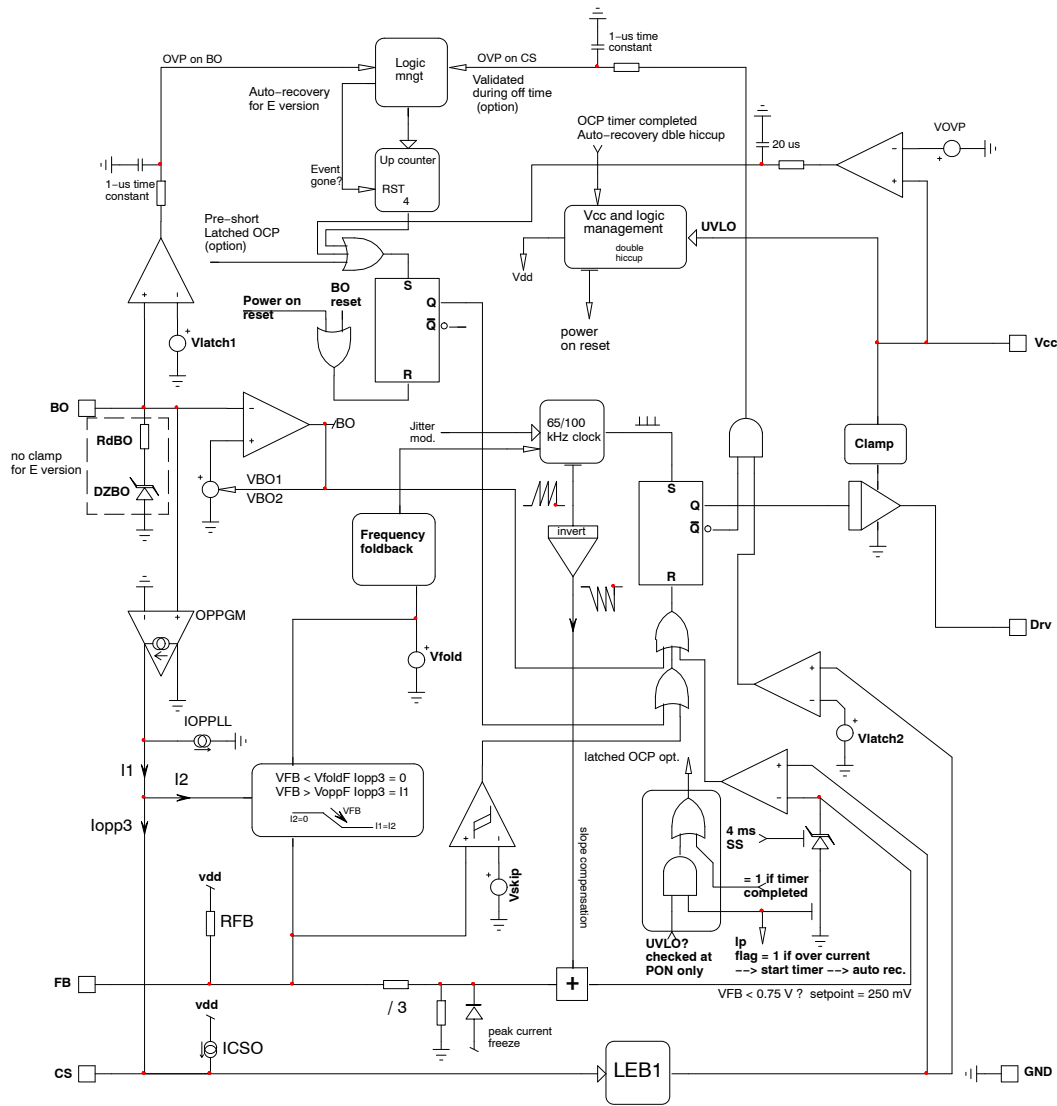 1−us time
constant
OVP on BO
Logic
mngt
OVP on CS
Auto−recovery
for E version
Validated
during off time
(option)
OCP timer completed
Auto−recovery dble hiccup
20 us
VOVP
Up counter
RST
4
Event
gone?
1−us time
constant
Pre−short
Latched OCP
(option)
Vcc and logic
management
double
hiccup
UVLO
Vdd
power
on reset
Power on
reset
BO
reset
S
Q
Q
R
Vlatch1
Vcc
BO
/BO
Jitter
mod.
65/100
kHz clock
Clamp
RdBO
DZBO
no clamp
for E version
VBO1
VBO2
S
Q
Q
R
Frequency
foldback
invert
OPPGM
Drv
Vfold
IOPPLL
Vlatch2
I1
I2
Iopp3
VFB < VfoldF Iopp3 = 0
VFB > VoppF Iopp3 = I1
VFB
I2=0
I1=I2
latched OCP opt.
4 ms
SS
slope compensation
vdd
RFB
Vskip
= 1 if timer
completed
UVLO?
checked at
PON only
Ip
flag = 1 if over current
−−> start timer −−> auto rec.
FB
/ 3
+
VFB < 0.75 V ? setpoint = 250 mV
vdd
ICSO
peak current
freeze
CS
LEB1
GND